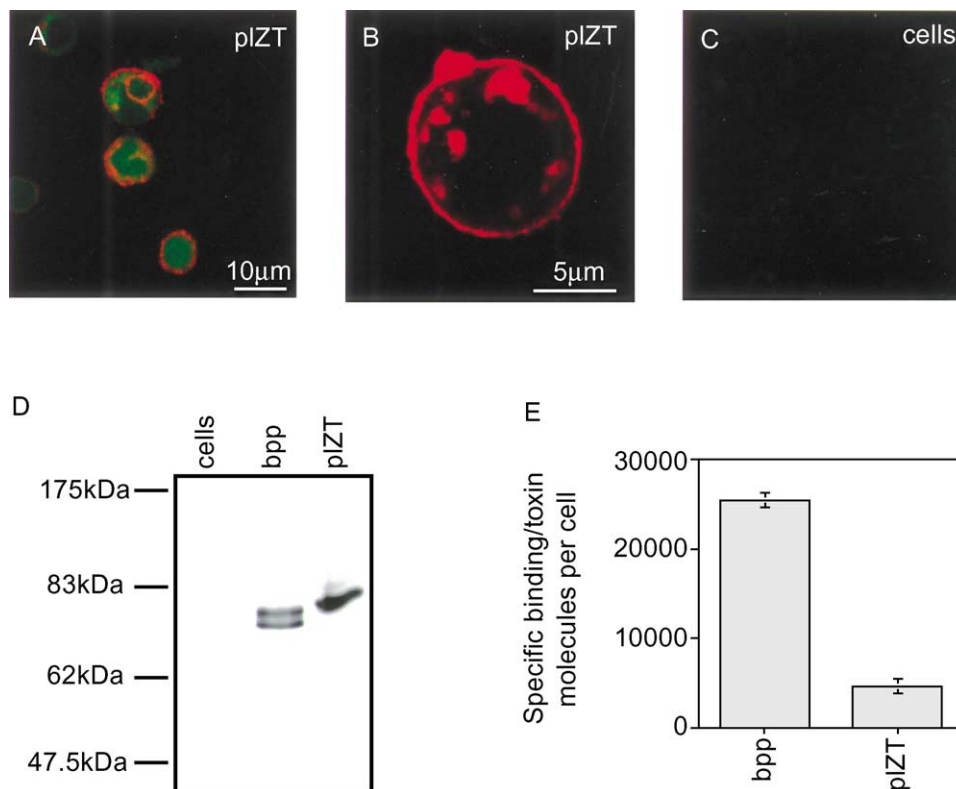 A
pIZT
10μm
B
pIZT
5μm
C
cells
D
cells
bpp
pIZT
175kDa
83kDa
62kDa
47.5kDa
E
Specific binding/toxin
molecules per cell
30000
20000
10000
0
bpp
pIZT